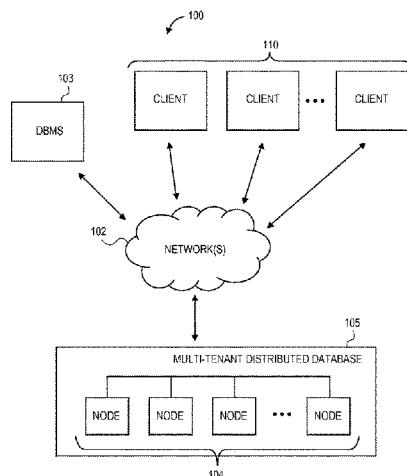 100
110
103
CLIENT
CLIENT
•••
CLIENT
DBMS
102
NETWORK(S)
105
MULTI-TENANT DISTRIBUTED DATABASE
NODE
NODE
NODE
•••
NODE
104